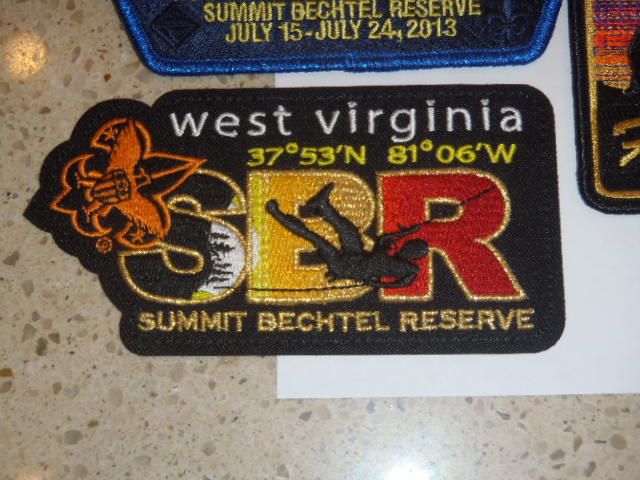 SUMMIT BECHTEL RESERVE
JULY 15-JULY 24, 2013
west virginia
37°53'N 81°06'W
SBR
®
SUMMIT BECHTEL RESERVE